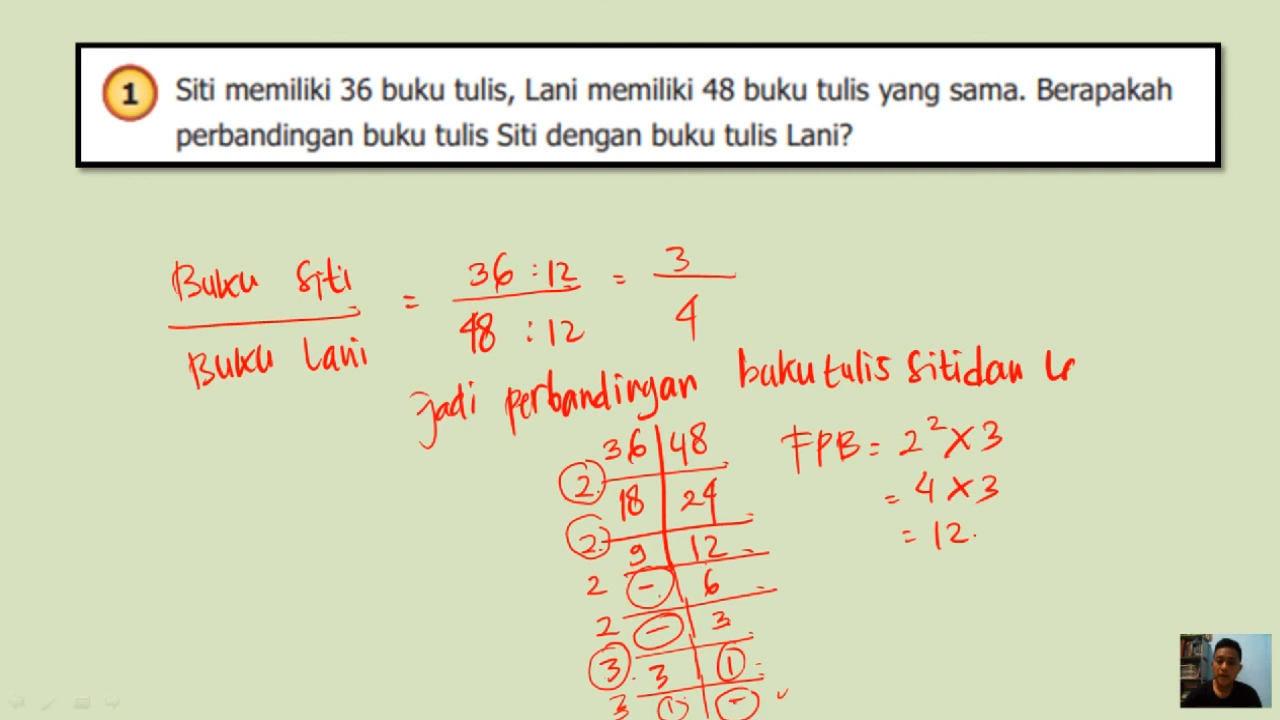 1
Siti memiliki 36 buku tulis, Lani memiliki 48 buku tulis yang sama. Berapakah
perbandingan buku tulis Siti dengan buku tulis Lani?
Buku Siti = 36 : 12 = 3
Buku Lani 48 : 12 4
Jadi perbandingan buku tulis Siti dan La
36 | 48
2. 18 | 24
2. 9 | 12
2 - | 6
2 - | 3
3. 3 | 1
3 1 | -
FPB = 2² × 3
= 4 × 3
= 12.